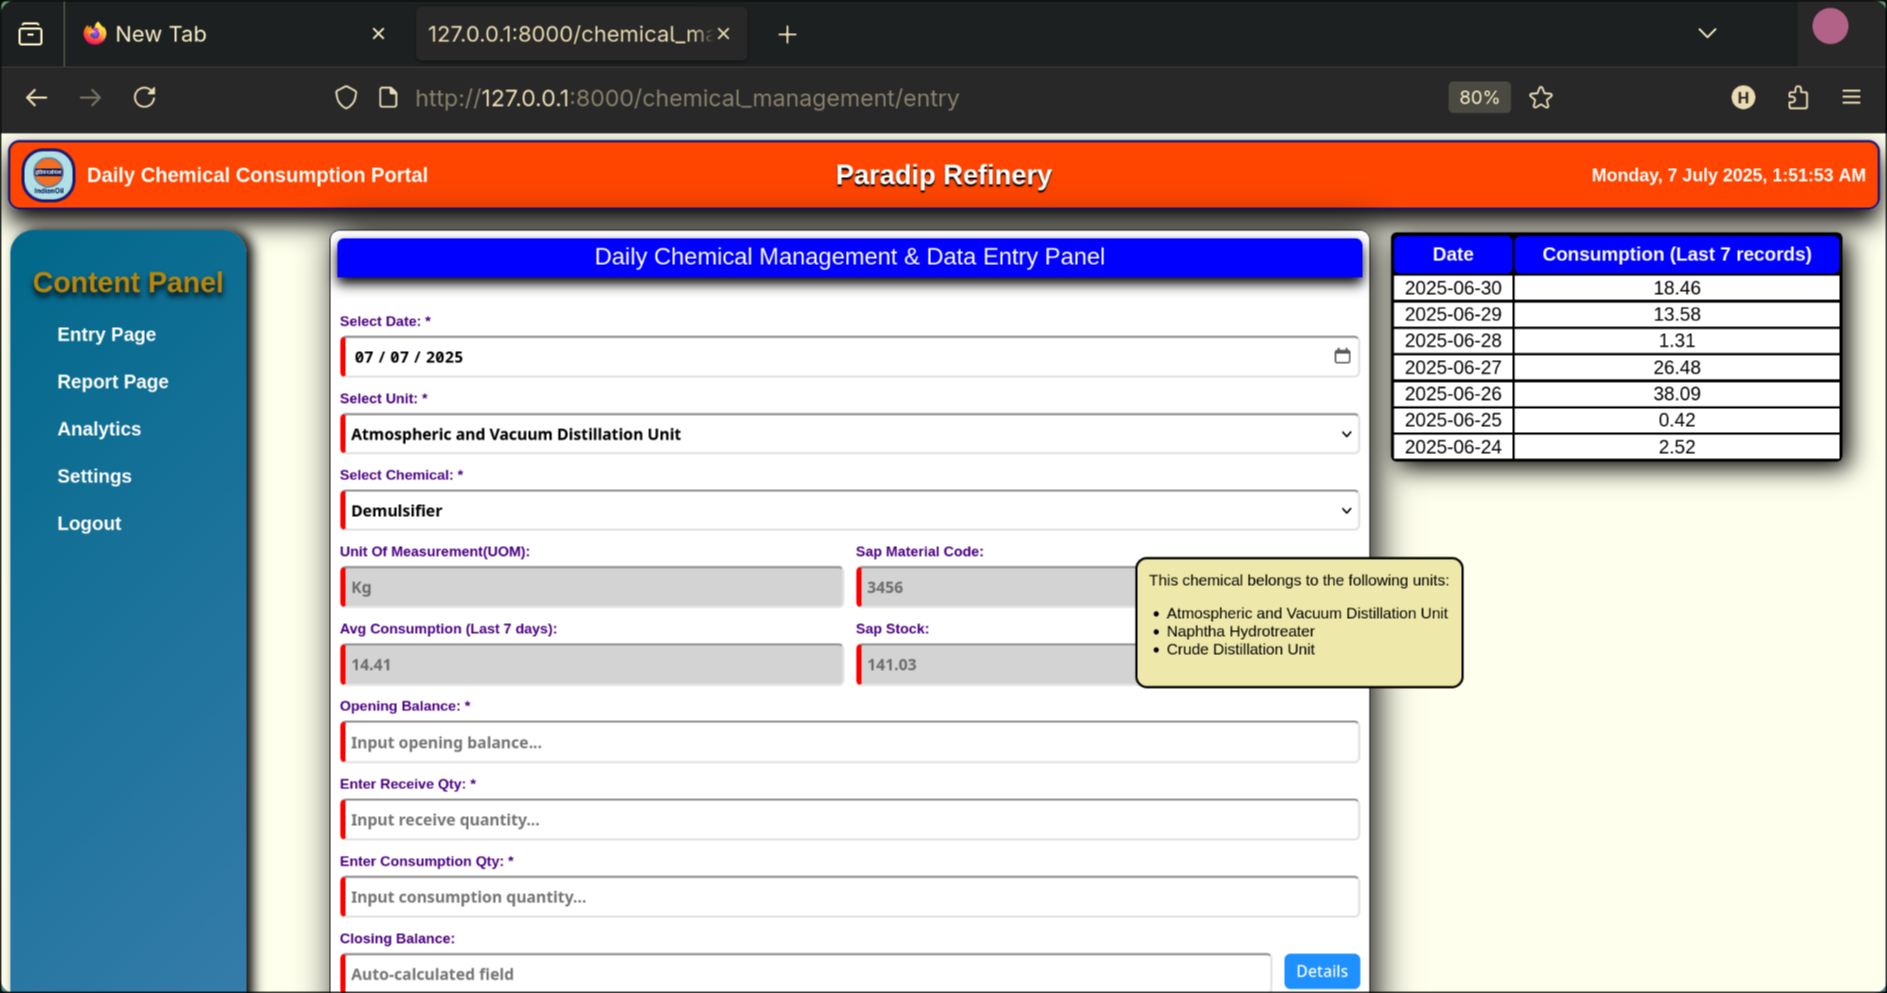 New Tab
127.0.0.1:8000/chemical_ma
http://127.0.0.1:8000/chemical_management/entry
80%
H
IndianOil
Daily Chemical Consumption Portal
Paradip Refinery
Monday, 7 July 2025, 1:51:53 AM
Content Panel
Entry Page
Report Page
Analytics
Settings
Logout
Daily Chemical Management & Data Entry Panel
Select Date: *
07 / 07 / 2025
Select Unit: *
Atmospheric and Vacuum Distillation Unit
Select Chemical: *
Demulsifier
Unit Of Measurement(UOM):
Kg
Sap Material Code:
3456
Avg Consumption (Last 7 days):
14.41
Sap Stock:
141.03
This chemical belongs to the following units:
• Atmospheric and Vacuum Distillation Unit
• Naphtha Hydrotreater
• Crude Distillation Unit
Opening Balance: *
Input opening balance...
Enter Receive Qty: *
Input receive quantity...
Enter Consumption Qty: *
Input consumption quantity...
Closing Balance:
Auto-calculated field
Details
Date Consumption (Last 7 records)
2025-06-30 18.46
2025-06-29 13.58
2025-06-28 1.31
2025-06-27 26.48
2025-06-26 38.09
2025-06-25 0.42
2025-06-24 2.52